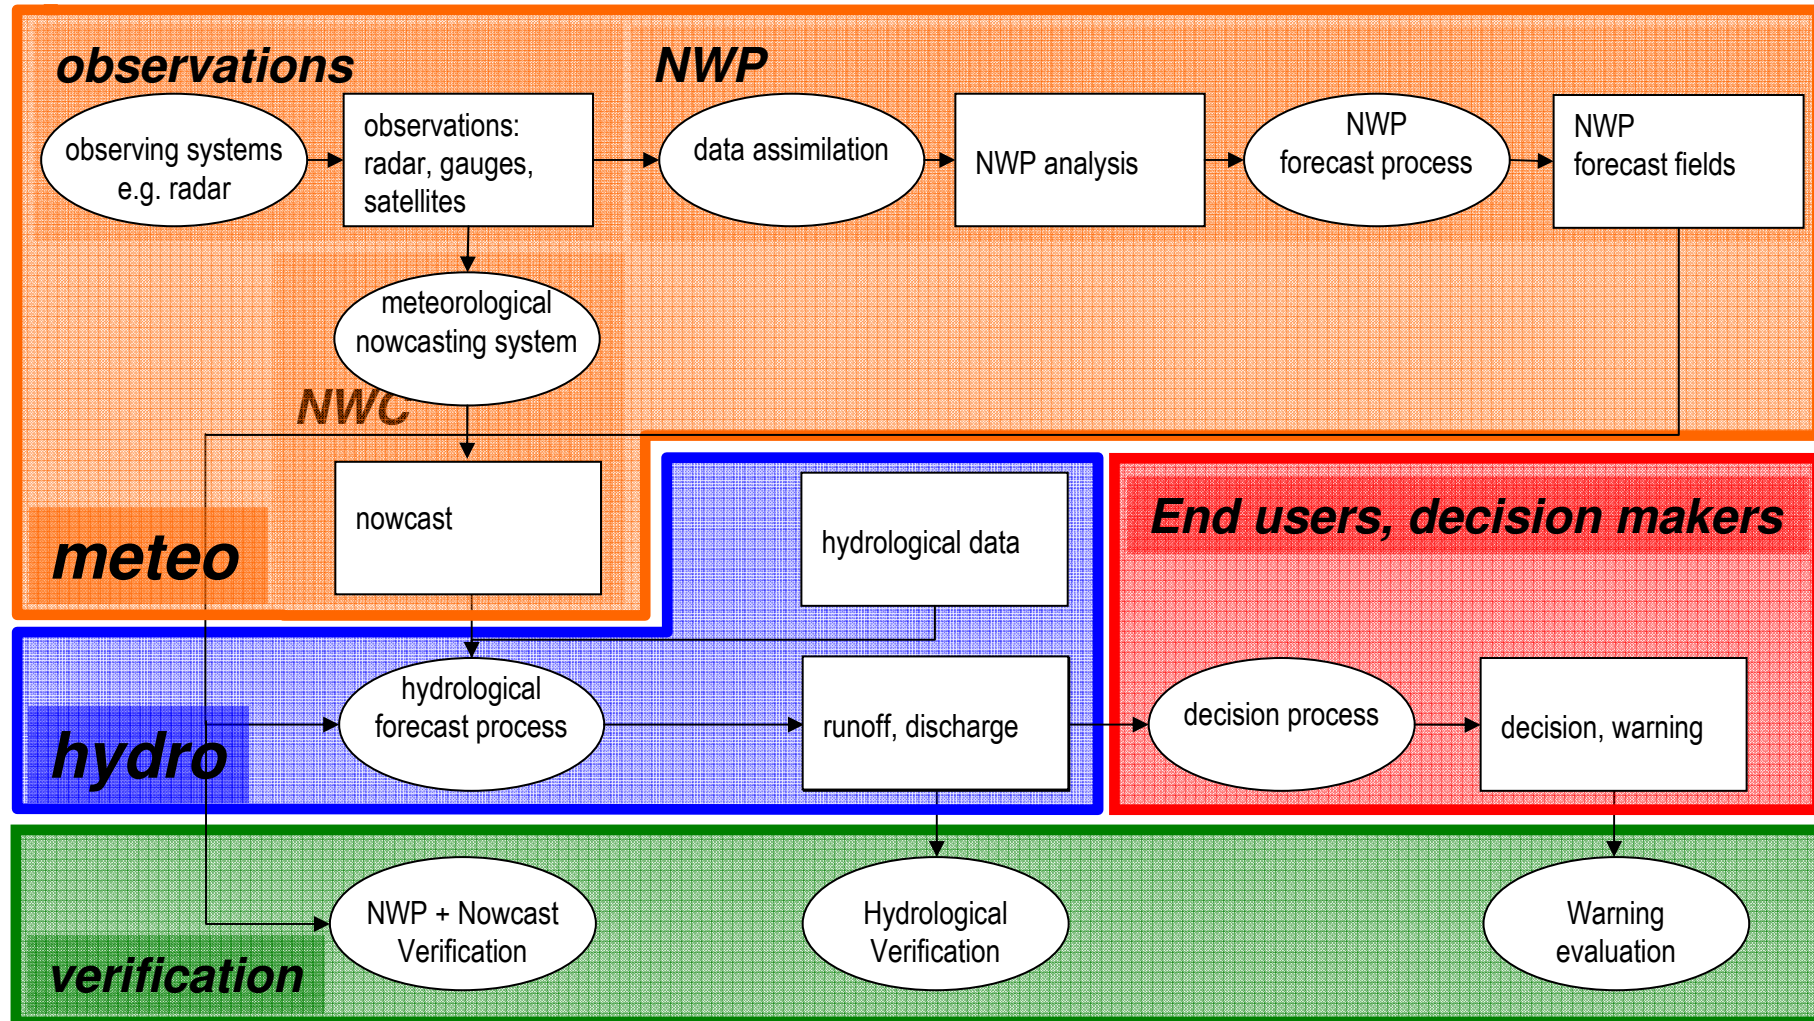 observations
NWP
observing systems
e.g. radar
observations:
radar, gauges,
satellites
data assimilation
NWP analysis
NWP
forecast process
NWP
forecast fields
meteorological
nowcasting system
NWC
nowcast
meteo
hydrological data
End users, decision makers
hydrological
forecast process
runoff, discharge
decision process
decision, warning
hydro
NWP + Nowcast
Verification
Hydrological
Verification
Warning
evaluation
verification